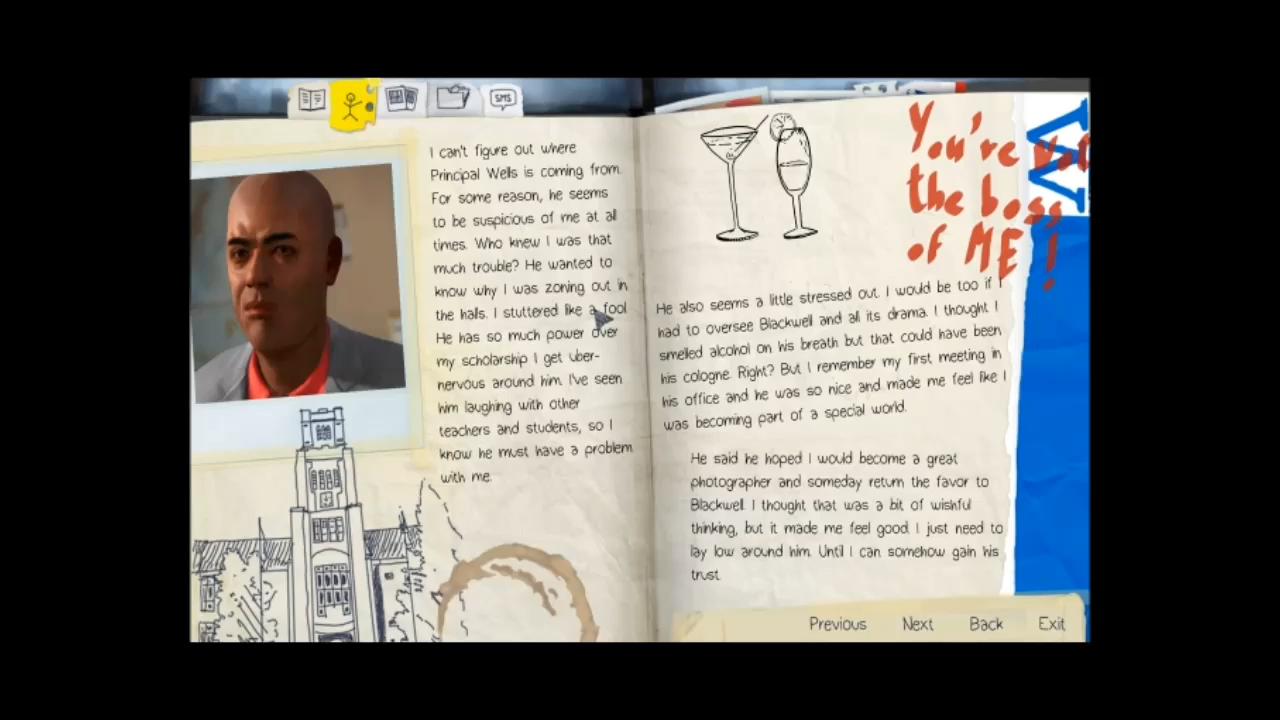 SMS
I can't figure out where
Principal Wells is coming from.
For some reason, he seems
to be suspicious of me at all
times. Who knew I was that
much trouble? He wanted to
know why I was zoning out in
the halls. I stuttered like a fool
He has so much power over
my scholarship I get uber-
nervous around him. I've seen
him laughing with other
teachers and students, so I
know he must have a problem
with me.
You're not
the boss
of ME!
W
He also seems a little stressed out. I would be too if I
had to oversee Blackwell and all its drama. I thought I
smelled alcohol on his breath but that could have been
his cologne. Right? But I remember my first meeting in
his office and he was so nice and made me feel like I
was becoming part of a special world.
He said he hoped I would become a great
photographer and someday return the favor to
Blackwell. I thought that was a bit of wishful
thinking, but it made me feel good. I just need to
lay low around him. Until I can somehow gain his
trust.
Previous Next Back Exit